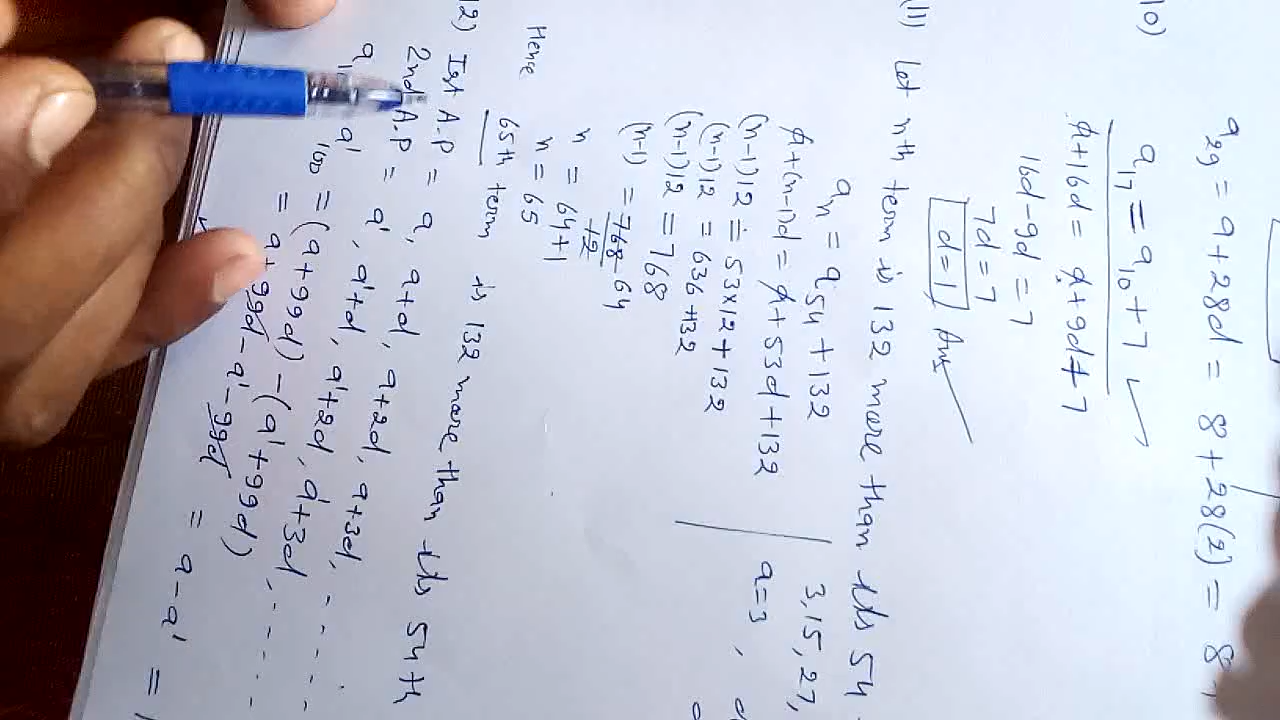 a29 = a + 28d = 8 + 28(2) = 8
10) a17 = a10 + 7
a + 16d = a + 9d + 7
16d - 9d = 7
7d = 7
d = 1 Ans
11) Let nth term is 132 more than its 54
an = a54 + 132
3, 15, 27,
a + (n-1)d = a + 53d + 132
a = 3,
(n-1)12 = 53 × 12 + 132
(n-1)12 = 636 + 132
(n-1)12 = 768
(n-1) = 768 64
12
n = 64 + 1
n = 65
Hence 65th term is 132 more than its 54th
12) Ist A.P = a, a+d, a+2d, a+3d, - - - -
2nd A.P = a', a'+d, a'+2d, a'+3d, - - - -
a'100 = (a + 99d) - (a' + 99d)
= a + 99d - a' - 99d = a - a' =